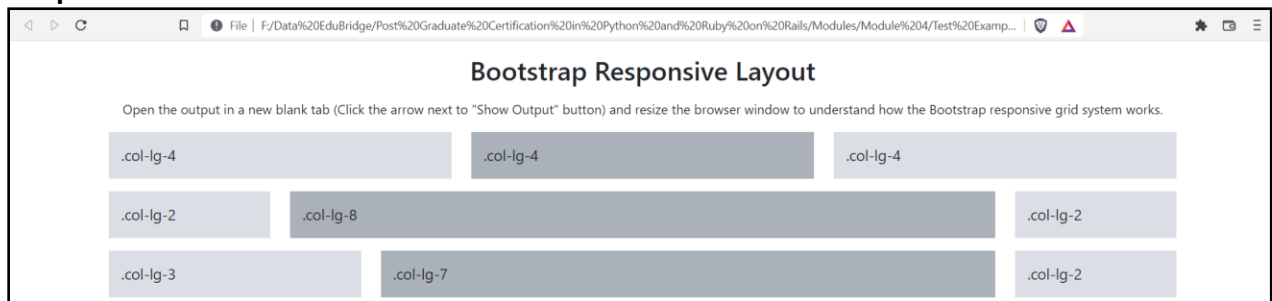 File | F:/Data%20EduBridge/Post%20Graduate%20Certification%20in%20Python%20and%20Ruby%20on%20Rails/Modules/Module%204/Test%20Examp...
Bootstrap Responsive Layout
Open the output in a new blank tab (Click the arrow next to "Show Output" button) and resize the browser window to understand how the Bootstrap responsive grid system works.
.col-lg-4 .col-lg-4 .col-lg-4
.col-lg-2 .col-lg-8 .col-lg-2
.col-lg-3 .col-lg-7 .col-lg-2